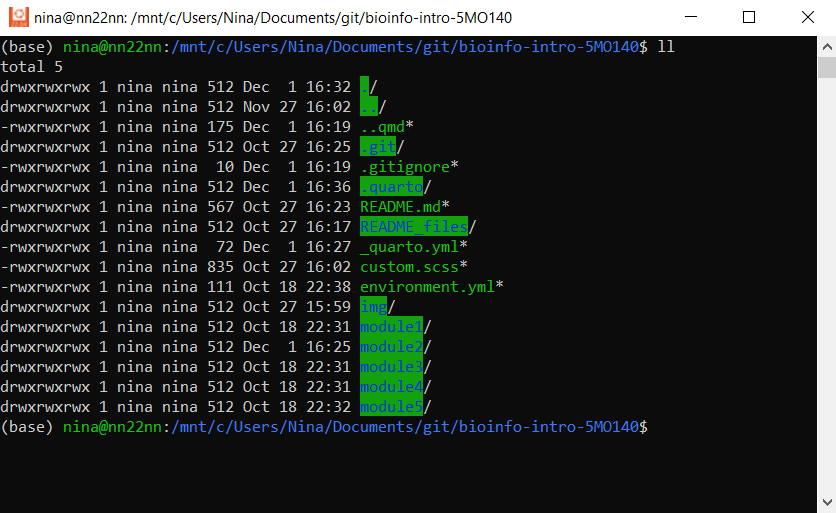 nina@nn22nn: /mnt/c/Users/Nina/Documents/git/bioinfo-intro-5MO140
(base) nina@nn22nn:/mnt/c/Users/Nina/Documents/git/bioinfo-intro-5MO140$ ll
total 5
drwxrwxrwx 1 nina nina 512 Dec  1 16:32 ./
drwxrwxrwx 1 nina nina 512 Nov 27 16:02 ../
-rwxrwxrwx 1 nina nina 175 Dec  1 16:19 ..qmd*
drwxrwxrwx 1 nina nina 512 Oct 27 16:25 .git/
-rwxrwxrwx 1 nina nina  10 Dec  1 16:19 .gitignore*
drwxrwxrwx 1 nina nina 512 Dec  1 16:36 .quarto/
-rwxrwxrwx 1 nina nina 567 Oct 27 16:23 README.md*
drwxrwxrwx 1 nina nina 512 Oct 27 16:17 README_files/
-rwxrwxrwx 1 nina nina  72 Dec  1 16:27 _quarto.yml*
-rwxrwxrwx 1 nina nina 835 Oct 27 16:02 custom.scss*
-rwxrwxrwx 1 nina nina 111 Oct 18 22:38 environment.yml*
drwxrwxrwx 1 nina nina 512 Oct 27 15:59 img/
drwxrwxrwx 1 nina nina 512 Oct 18 22:31 module1/
drwxrwxrwx 1 nina nina 512 Dec  1 16:25 module2/
drwxrwxrwx 1 nina nina 512 Oct 18 22:31 module3/
drwxrwxrwx 1 nina nina 512 Oct 18 22:31 module4/
drwxrwxrwx 1 nina nina 512 Oct 18 22:32 module5/
(base) nina@nn22nn:/mnt/c/Users/Nina/Documents/git/bioinfo-intro-5MO140$